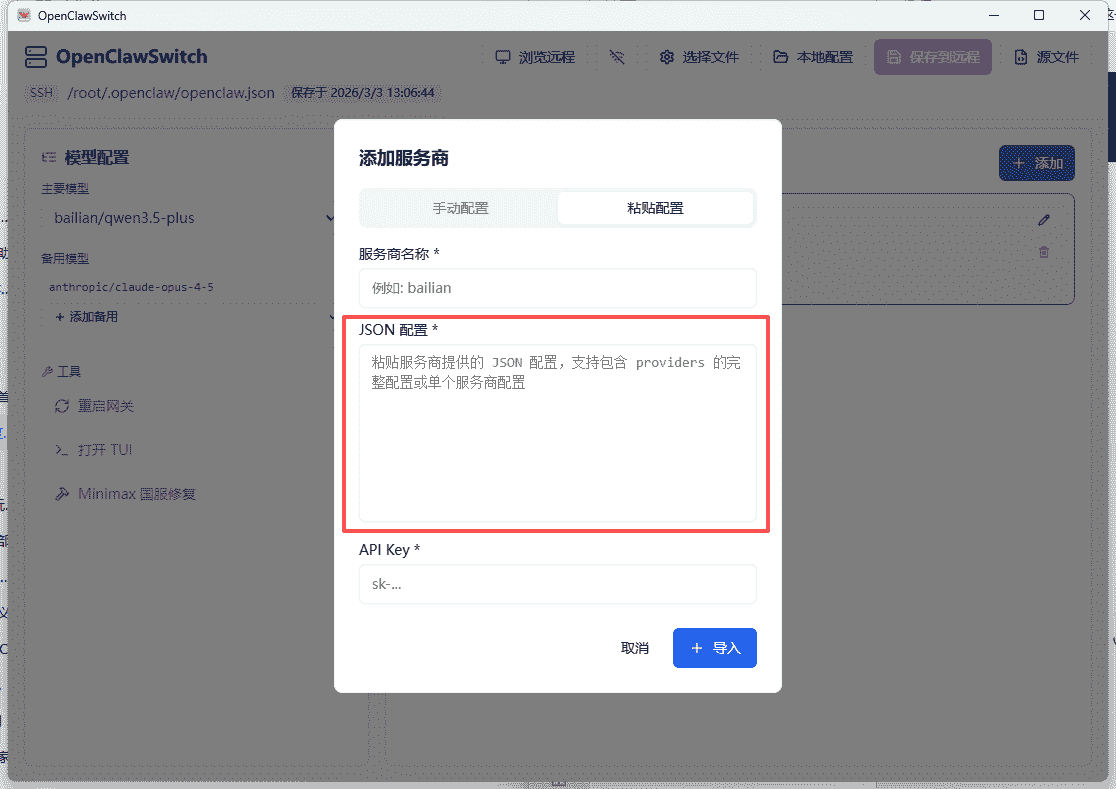 OpenClawSwitch
OpenClawSwitch
浏览远程
选择文件
本地配置
保存到远程
源文件
SSH /root/.openclaw/openclaw.json 保存于 2026/3/3 13:06:44
模型配置
主要模型
bailian/qwen3.5-plus
备用模型
anthropic/claude-opus-4-5
+ 添加备用
工具
重启网关
打开 TUI
Minimax 国服修复
+ 添加
添加服务商
手动配置
粘贴配置
服务商名称 *
例如: bailian
JSON 配置 *
粘贴服务商提供的 JSON 配置，支持包含 providers 的完
整配置或单个服务商配置
API Key *
sk-...
取消
+ 导入